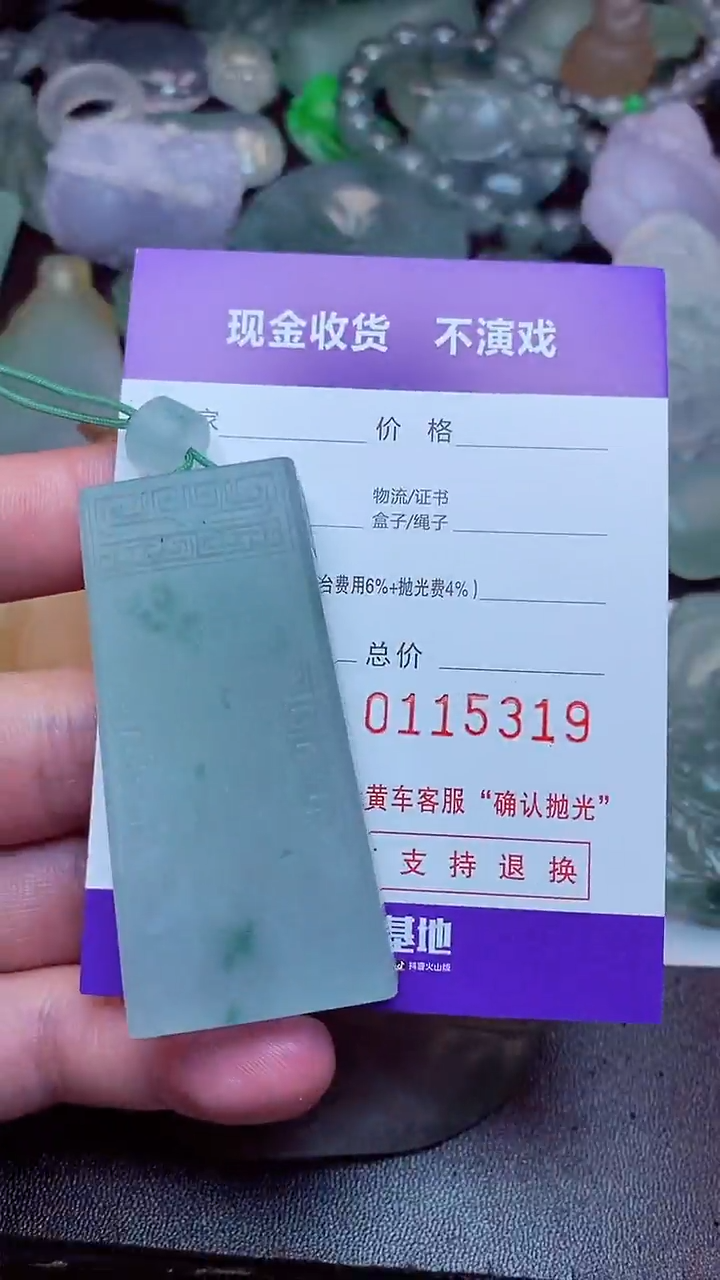 现金收货 不演戏
家 价 格
物流/证书
盒子/绳子
台费用6%+抛光费4%)
总价
0115319
黄车客服“确认抛光”
支持退换
基地
抖音火山版